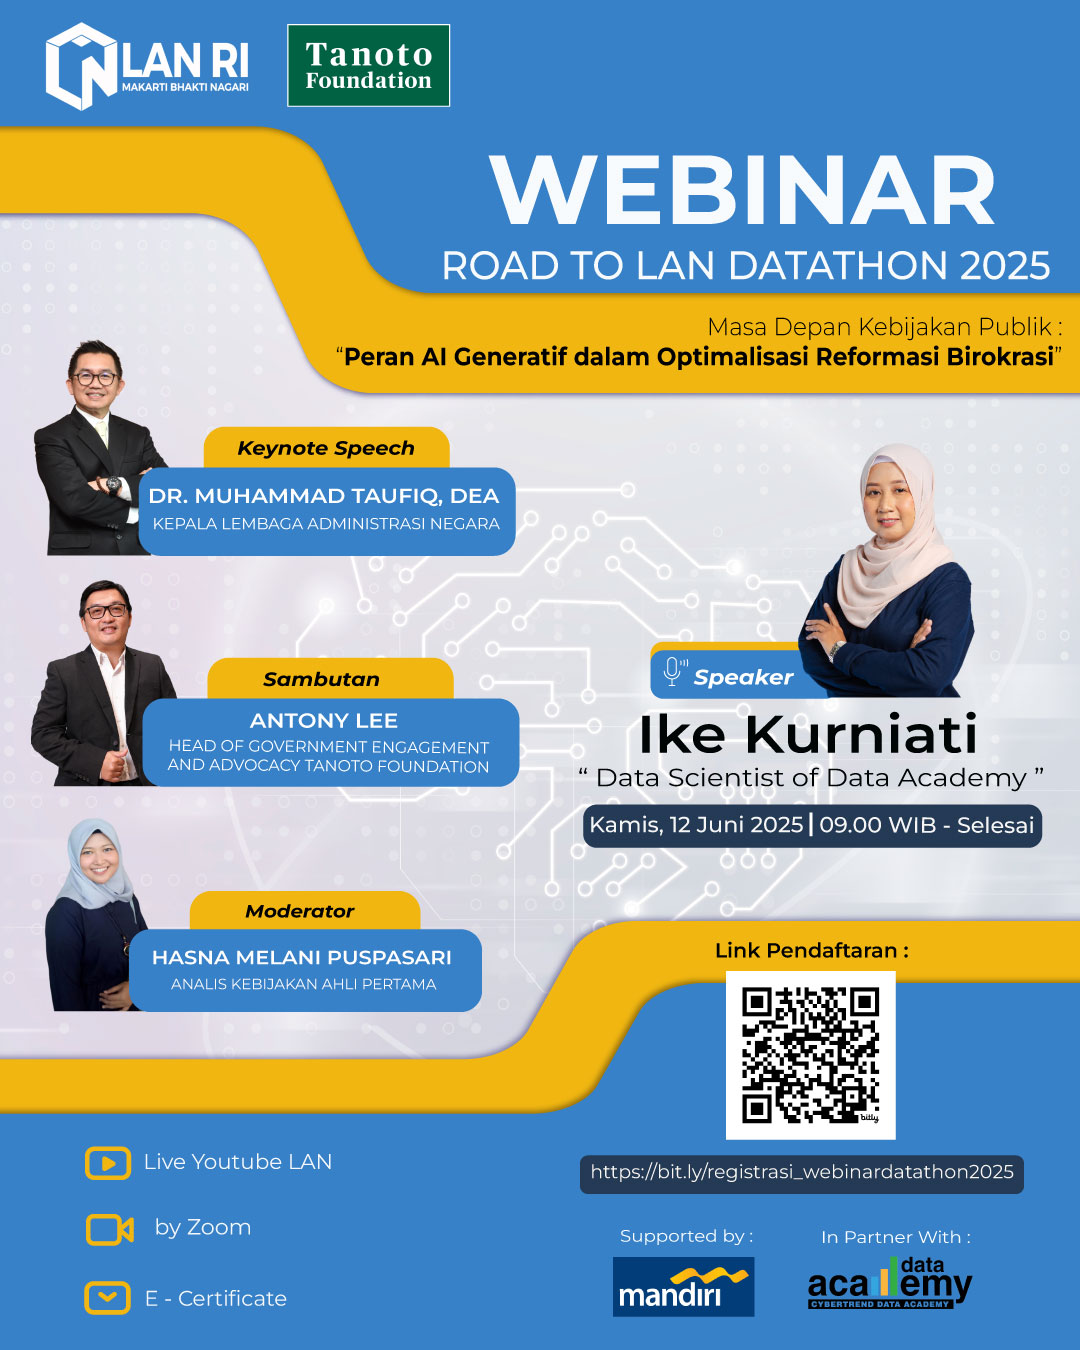 LAN RI
MAKARTI BHAKTI NAGARI
Tanoto
Foundation
WEBINAR
ROAD TO LAN DATATHON 2025
Masa Depan Kebijakan Publik :
“Peran AI Generatif dalam Optimalisasi Reformasi Birokrasi”
Keynote Speech
DR. MUHAMMAD TAUFIQ, DEA
KEPALA LEMBAGA ADMINISTRASI NEGARA
Sambutan
ANTONY LEE
HEAD OF GOVERNMENT ENGAGEMENT
AND ADVOCACY TANOTO FOUNDATION
Moderator
HASNA MELANI PUSPASARI
ANALIS KEBIJAKAN AHLI PERTAMA
Speaker
Ike Kurniati
“ Data Scientist of Data Academy ”
Kamis, 12 Juni 2025 | 09.00 WIB - Selesai
Link Pendaftaran :
bitly
https://bit.ly/registrasi_webinardatathon2025
Live Youtube LAN
by Zoom
E - Certificate
Supported by :
mandiri
In Partner With :
data
academy
CYBERTREND DATA ACADEMY